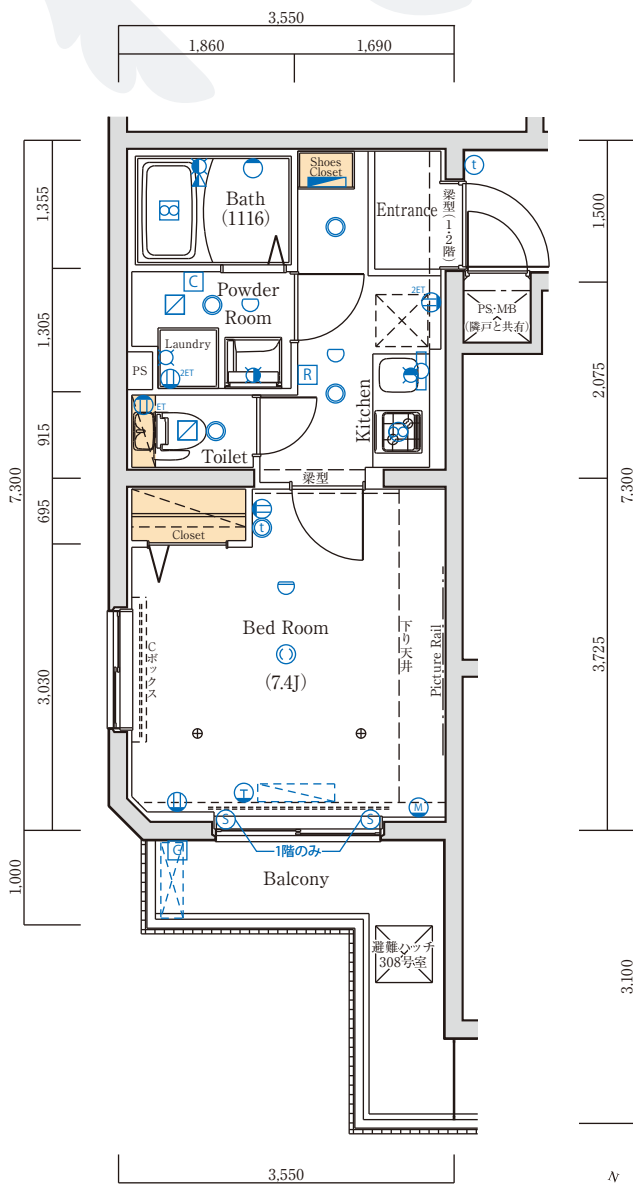 3,550
1,860
1,690
1,355
1,305
915
695
7,300
3,030
1,000
1,500
2,075
7,300
3,725
3,100
Shoes
Closet
t
Bath
(1116)
Entrance
梁型(1・2階)
C
Powder
Room
2ET
PS・MB
(隣戸と共有)
Laundry
2ET
PS
R
Kitchen
ET
Toilet
梁型
Closet
t
Bed Room
(7.4J)
Cボックス
下り天井
Picture Rail
T
M
S
S
1階のみ
G
Balcony
避難ハッチ
308号室
3,550
N